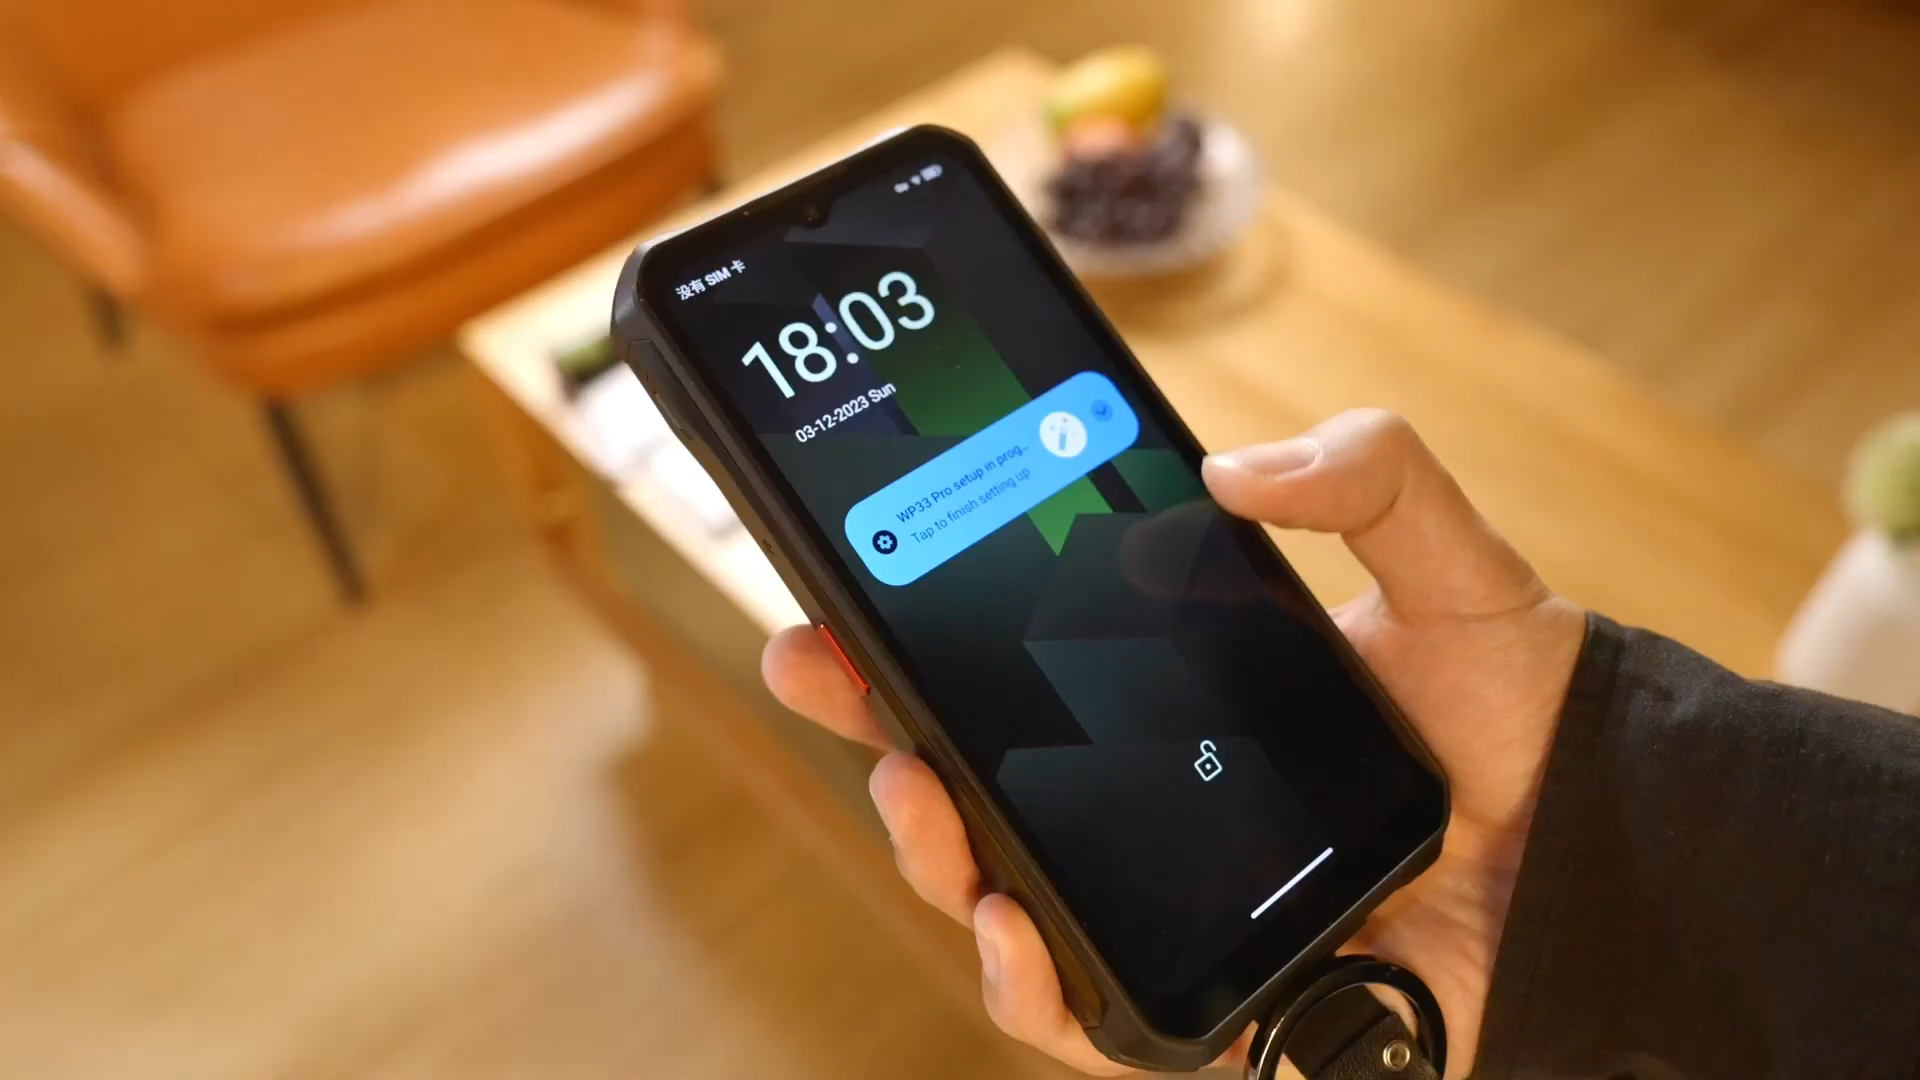 没有 SIM 卡
18:03
03-12-2023 Sun
WP33 Pro setup in prog...
Tap to finish setting up